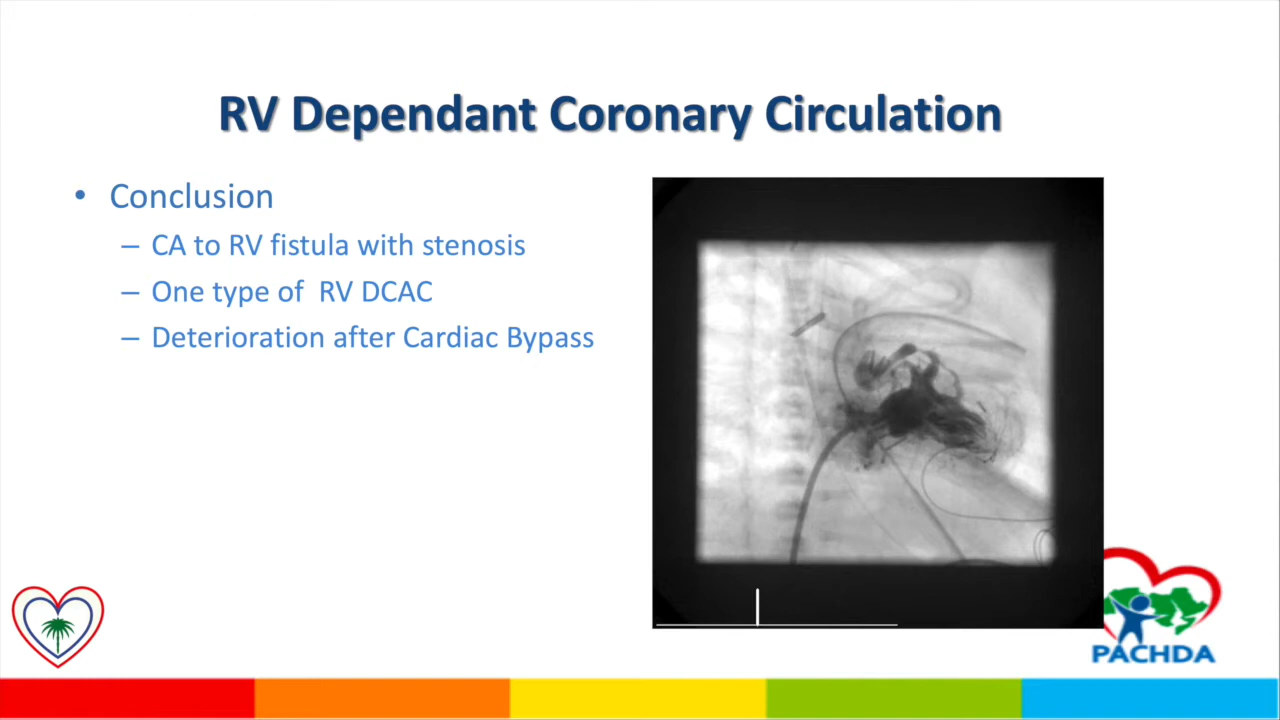 RV Dependant Coronary Circulation
• Conclusion
– CA to RV fistula with stenosis
– One type of  RV DCAC
– Deterioration after Cardiac Bypass
PACHDA